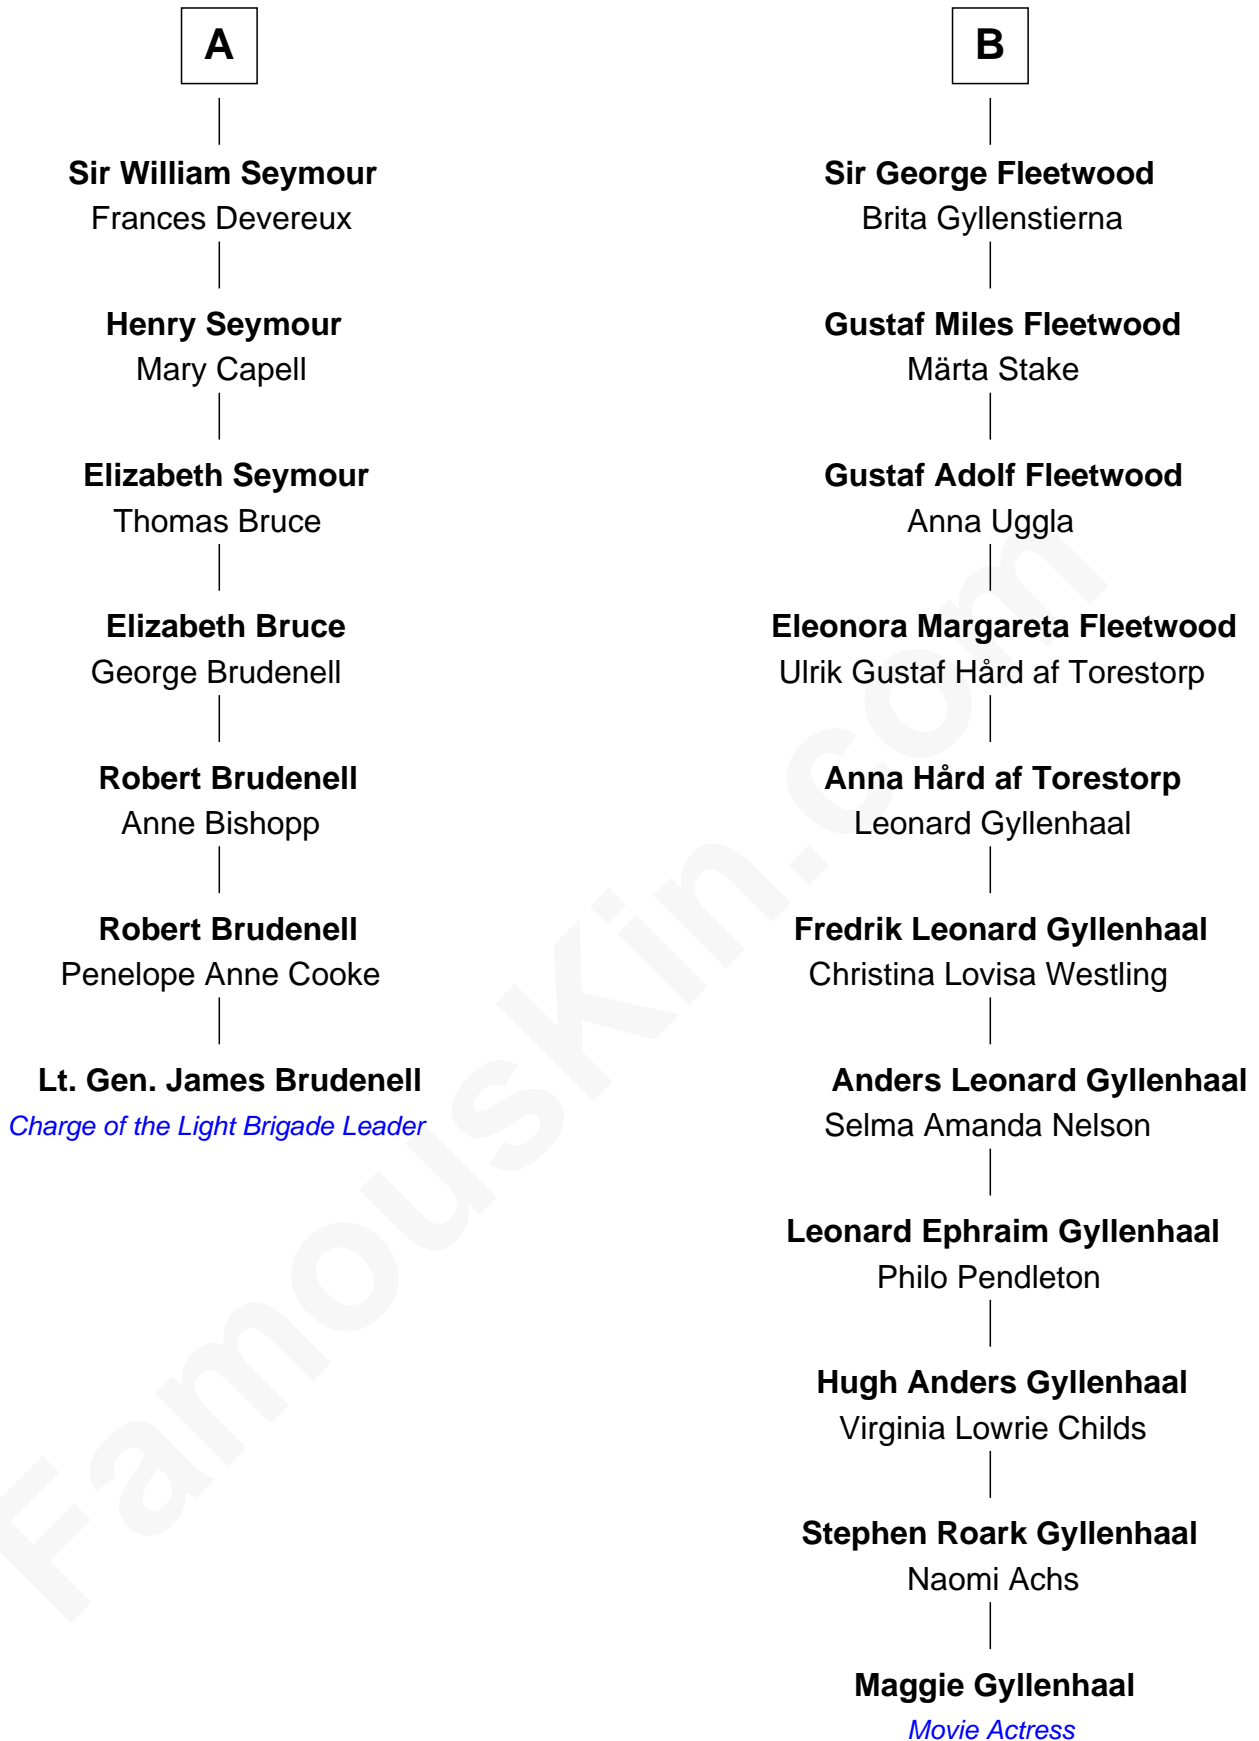 A
Sir William Seymour
Frances Devereux
Henry Seymour
Mary Capell
Elizabeth Seymour
Thomas Bruce
Elizabeth Bruce
George Brudenell
Robert Brudenell
Anne Bishopp
Robert Brudenell
Penelope Anne Cooke
Lt. Gen. James Brudenell
Charge of the Light Brigade Leader
B
Sir George Fleetwood
Brita Gyllenstierna
Gustaf Miles Fleetwood
Märta Stake
Gustaf Adolf Fleetwood
Anna Uggla
Eleonora Margareta Fleetwood
Ulrik Gustaf Hård af Torestorp
Anna Hård af Torestorp
Leonard Gyllenhaal
Fredrik Leonard Gyllenhaal
Christina Lovisa Westling
Anders Leonard Gyllenhaal
Selma Amanda Nelson
Leonard Ephraim Gyllenhaal
Philo Pendleton
Hugh Anders Gyllenhaal
Virginia Lowrie Childs
Stephen Roark Gyllenhaal
Naomi Achs
Maggie Gyllenhaal
Movie Actress
FamousKin.com